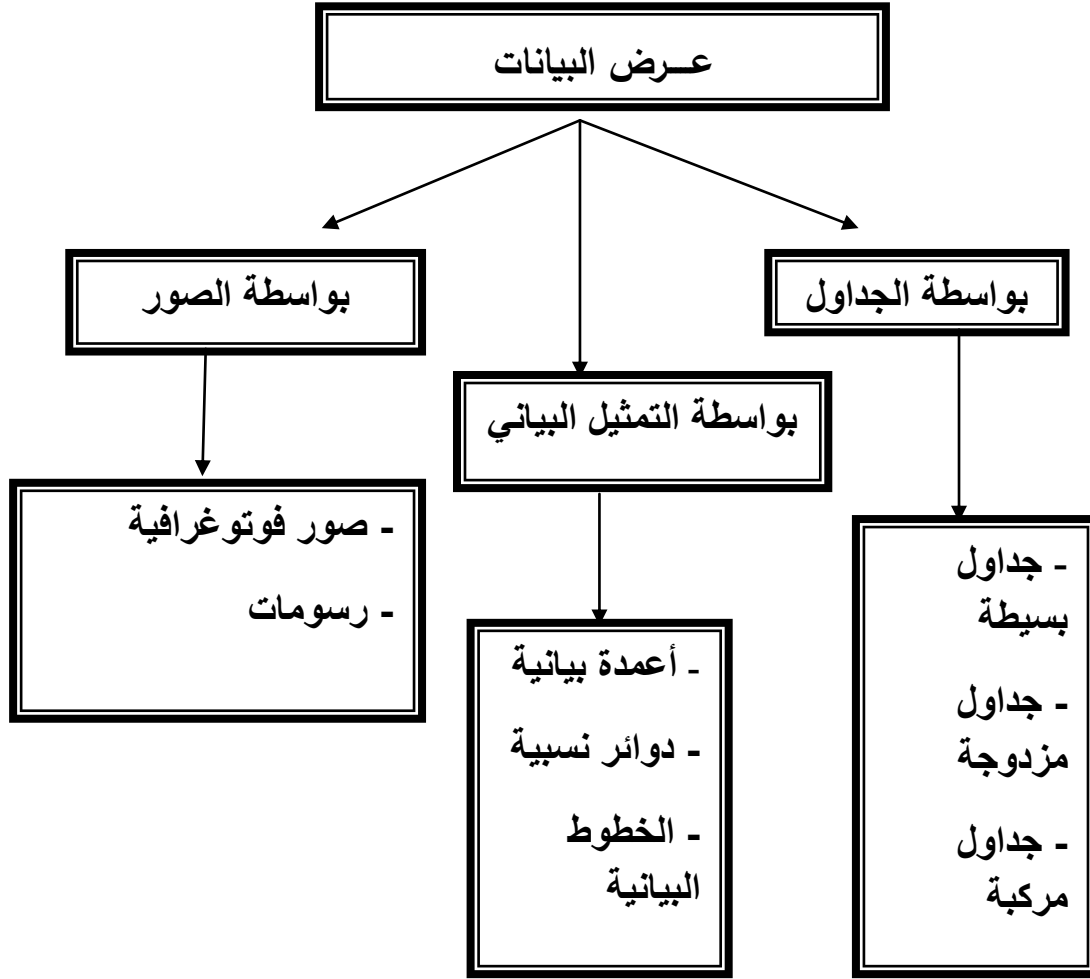 عــرض البيانات
بواسطة الجداول
بواسطة الصور
بواسطة التمثيل البياني
- جداول
بسيطة
- جداول
مزدوجة
- جداول
مركبة
- أعمدة بيانية
- دوائر نسبية
- الخطوط
البيانية
- صور فوتوغرافية
- رسومات